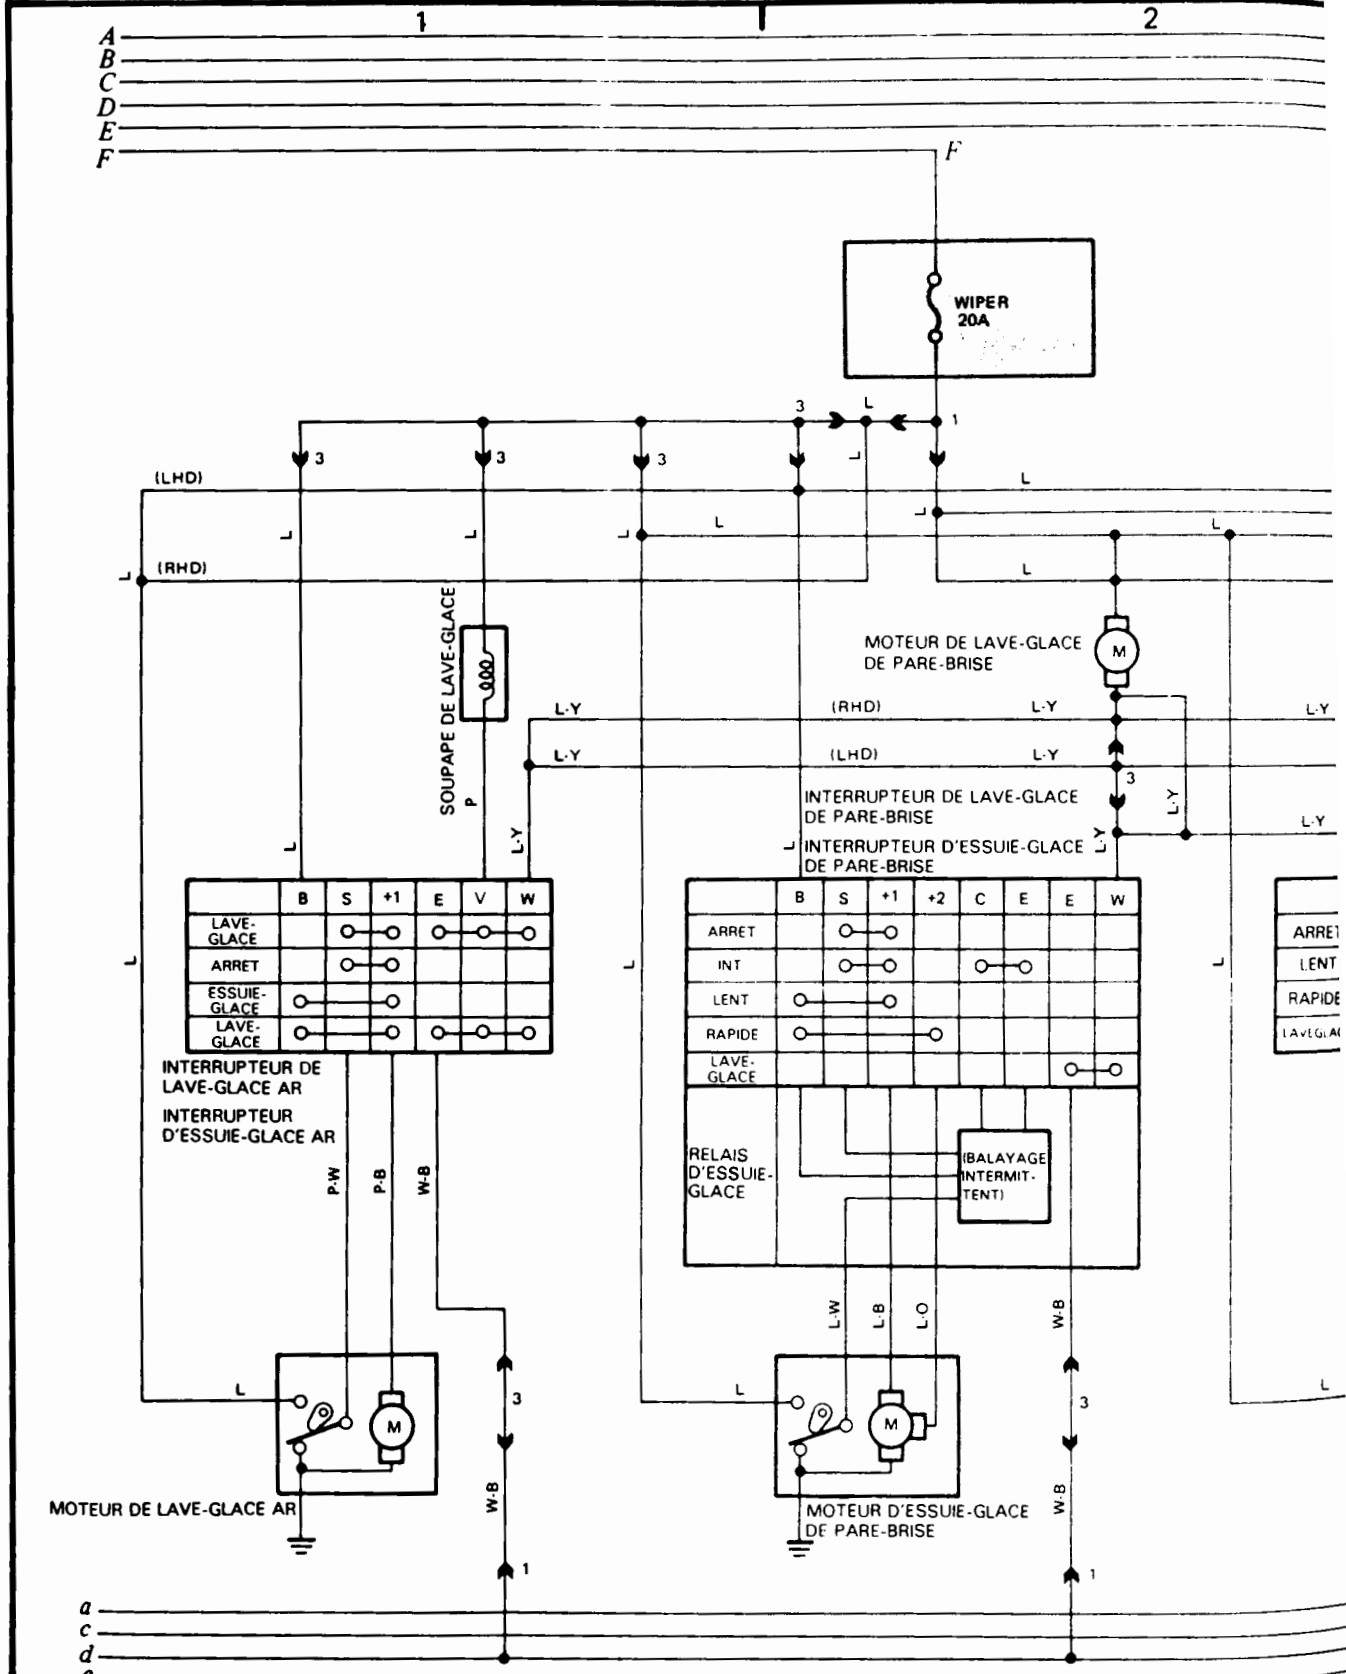 1 2
A
B
C
D
E
F F
WIPER
20A
3 L 1
3 3 3
L
(LHD) L
L
L L L L L L
(RHD) L
L
SOUPAPE DE LAVE-GLACE
MOTEUR DE LAVE-GLACE
DE PARE-BRISE
M
L-Y (RHD) L-Y L-Y
L-Y (LHD) L-Y
3
P
INTERRUPTEUR DE LAVE-GLACE
DE PARE-BRISE
L-Y
L-Y
L L-Y
L INTERRUPTEUR D'ESSUIE-GLACE L-Y
DE PARE-BRISE
B S +1 E V W
LAVE-
GLACE
ARRET
ESSUIE-
GLACE
LAVE-
GLACE
B S +1 +2 C E E W
ARRET
INT
LENT
RAPIDE
LAVE-
GLACE
ARRET
LENT
RAPIDE
LAVEGLAC
L L L
INTERRUPTEUR DE
LAVE-GLACE AR
INTERRUPTEUR
D'ESSUIE-GLACE AR
RELAIS
D'ESSUIE-
GLACE
(BALAYAGE
INTERMIT-
TENT)
P-W P-B W-B
L-W L-B L-O W-B
L 3 L 3 L
M M
W-B W-B
MOTEUR DE LAVE-GLACE AR
MOTEUR D'ESSUIE-GLACE
DE PARE-BRISE
1 1
a
c
d
e